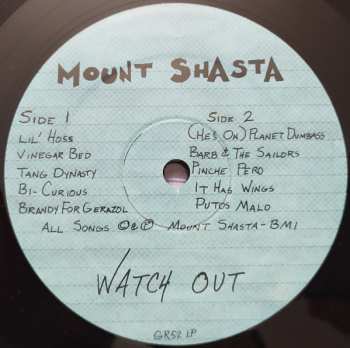 MOUNT SHASTA
SIDE 1
LIL' HOSS
VINEGAR BED
TANG DYNASTY
BI-CURIOUS
BRANDY FOR GERAZOL
SIDE 2
(HE'S ON) PLANET DUMBASS
BARB & THE SAILORS
PINCHE PERO
IT HAS WINGS
PUTOS MALO
ALL SONGS © & ℗ MOUNT SHASTA-BMI
WATCH OUT
GR52 LP